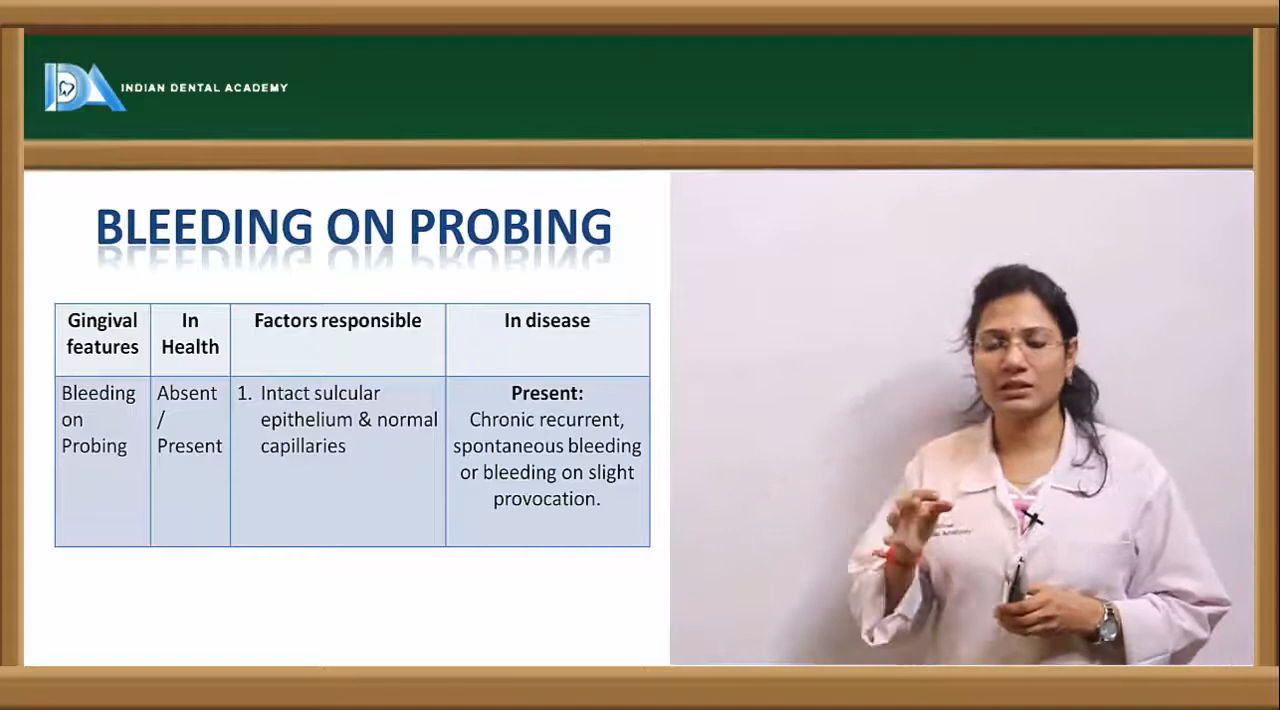 IDA INDIAN DENTAL ACADEMY
BLEEDING ON PROBING
Gingival features
In Health
Factors responsible
In disease
Bleeding on Probing
Absent / Present
1. Intact sulcular epithelium & normal capillaries
Present:
Chronic recurrent,
spontaneous bleeding
or bleeding on slight
provocation.